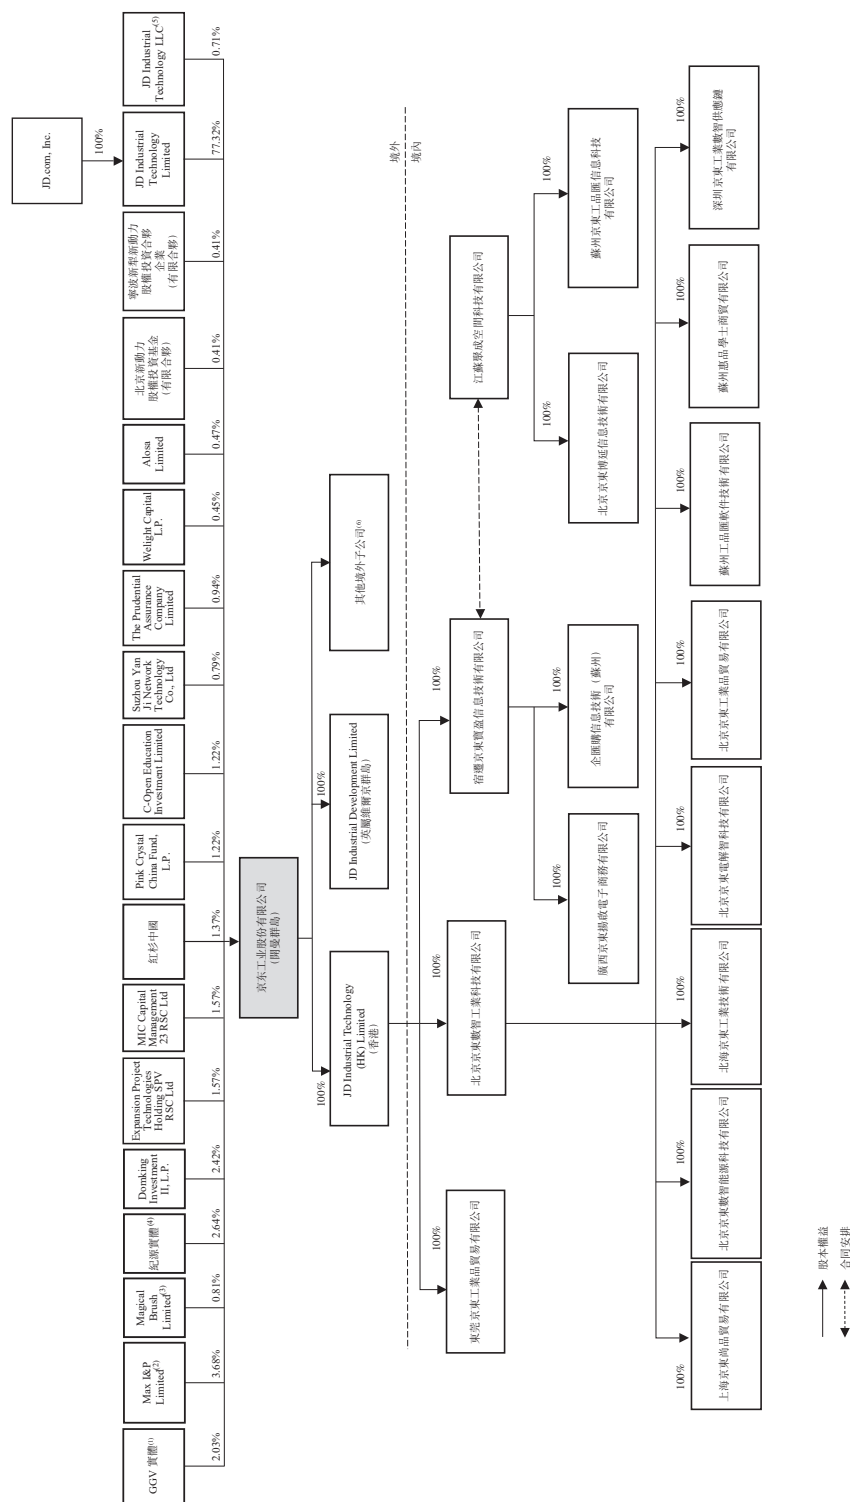 JD.com, Inc.
100%
GGV 實體(1)
Max I&P
Limited(2)
Magical
Brush
Limited(3)
紀源實體(4)
Domking
Investment
II, L.P.
Expansion Project
Technologies
Holding SPV
RSC Ltd
MIC Capital
Management
23 RSC Ltd
紅杉中國
Pink Crystal
China Fund,
L.P.
C-Open Education
Investment Limited
Suzhou Yan
Ji Network
Technology
Co., Ltd
The Prudential
Assurance
Company
Limited
Welight Capital
L.P.
Alosa
Limited
北京新動力
股權投資基金
(有限合夥)
寧波新犁新動力
股權投資合夥
企業
(有限合夥)
JD Industrial
Technology
Limited
JD Industrial
Technology LLC(5)
2.03%
3.68%
0.81%
2.64%
2.42%
1.57%
1.57%
1.37%
1.22%
1.22%
0.79%
0.94%
0.45%
0.47%
0.41%
0.41%
77.32%
0.71%
京东工业股份有限公司
(開曼群島)
100%
100%
JD Industrial Technology
(HK) Limited
(香港)
JD Industrial Development Limited
(英屬維爾京群島)
其他境外子公司(6)
境外
境內
100%
100%
100%
東莞京東工業品貿易有限公司
北京京東數智工業科技有限公司
宿遷京東寶盈信息技術有限公司
江蘇聚成空間科技有限公司
100%
100%
100%
100%
廣西京東揚啟電子商務有限公司
企匯購信息技術(蘇州)
有限公司
北京京東博延信息技術有限公司
蘇州京東工品匯信息科技
有限公司
100%
100%
100%
100%
100%
100%
100%
100%
上海京東尚品貿易有限公司
北京京東數智能源科技有限公司
北海京東工業技術有限公司
北京京東電解智科技有限公司
北京京東工業品貿易有限公司
蘇州工品匯軟件技術有限公司
蘇州惠品學士商貿有限公司
深圳京東工業數智供應鏈
有限公司
股本權益
合同安排